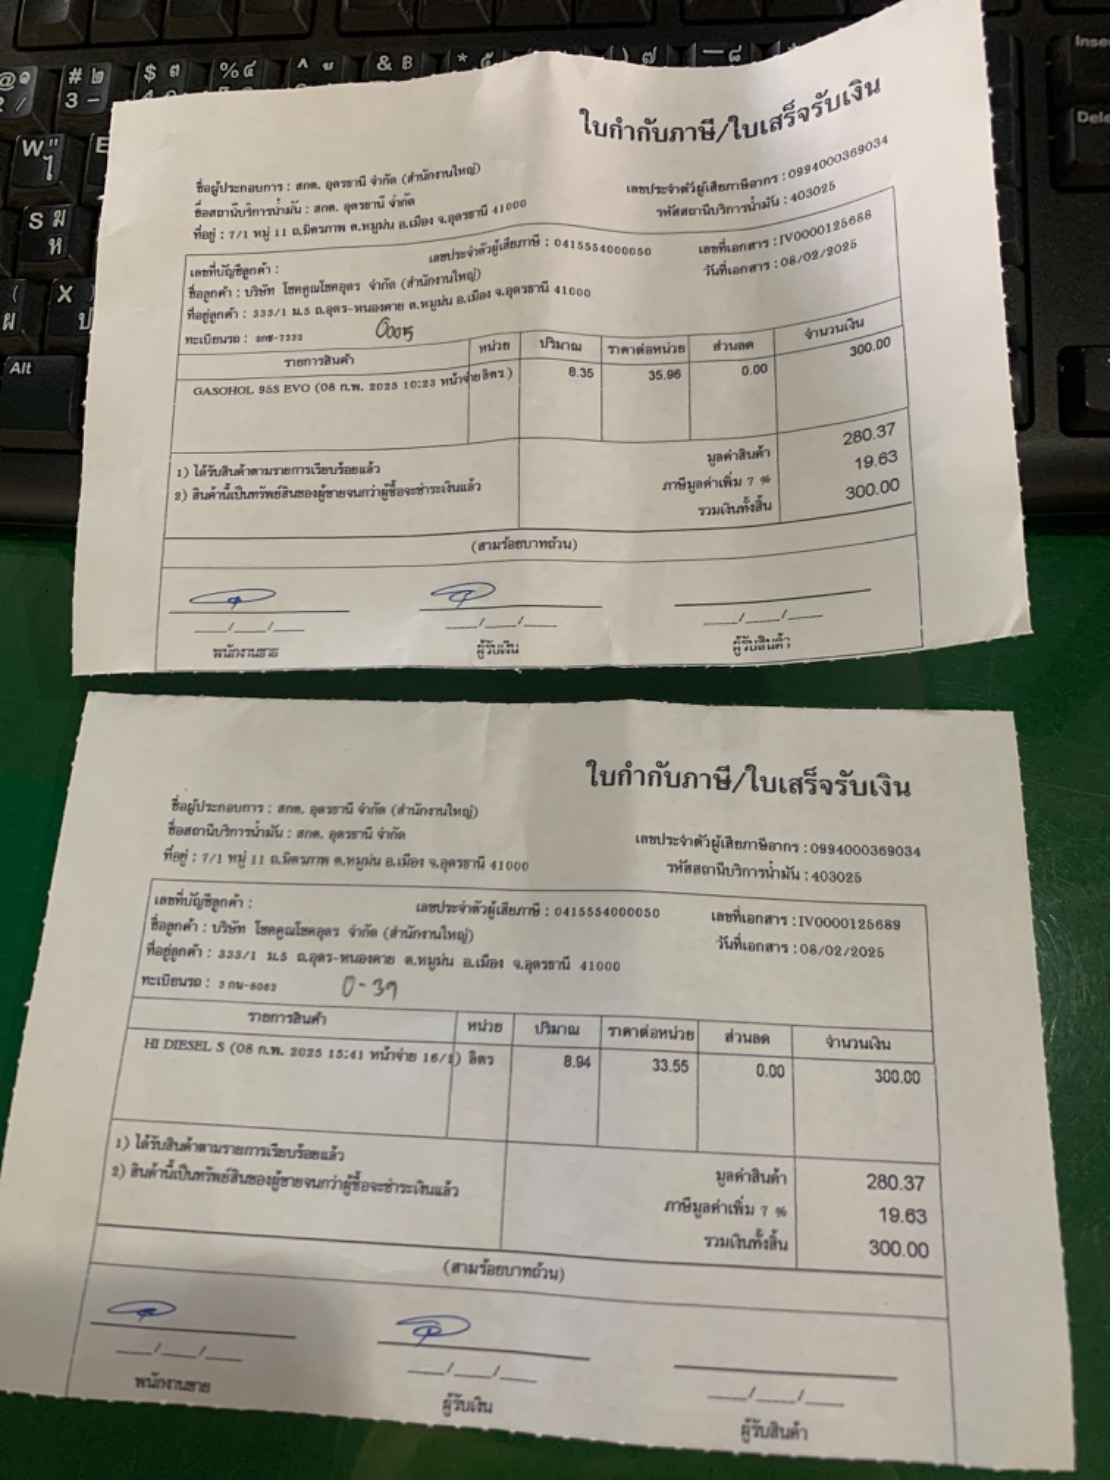 @ ๑
# ๒
$ ๓
% ๔
^ ู
& ฿
* ๕
) ๗
— ๘
2 /
3 -
W "
ไ
E
S ฆ
ห
(
ผ
X )
ป
Alt
Inse
Dele
ใบกำกับภาษี/ใบเสร็จรับเงิน
ชื่อผู้ประกอบการ : สกต. อุดรธานี จำกัด (สำนักงานใหญ่)
เลขประจำตัวผู้เสียภาษีอากร : 0994000369034
ชื่อสถานีบริการน้ำมัน : สกต. อุดรธานี จำกัด
รหัสสถานีบริการน้ำมัน : 403025
ที่อยู่ : 7/1 หมู่ 11 ถ.มิตรภาพ ต.หมูม่น อ.เมือง จ.อุดรธานี 41000
เลขที่บัญชีลูกค้า : เลขประจำตัวผู้เสียภาษี : 0415554000050 เลขที่เอกสาร : IV0000125688
ชื่อลูกค้า : บริษัท โชคคูณโชคอุดร จำกัด (สำนักงานใหญ่) วันที่เอกสาร : 08/02/2025
ที่อยู่ลูกค้า : 333/1 ม.5 ถ.อุดร-หนองคาย ต.หมูม่น อ.เมือง จ.อุดรธานี 41000
ทะเบียนรถ :
รายการสินค้า หน่วย ปริมาณ ราคาต่อหน่วย ส่วนลด จำนวนเงิน
GASOHOL 95S EVO (08 ก.พ. 2025 10:23 หน้าจ่าย ลิตร ) 8.35 35.96 0.00 300.00
1) ได้รับสินค้าตามรายการเรียบร้อยแล้ว มูลค่าสินค้า 280.37
2) สินค้านี้เป็นทรัพย์สินของผู้ขายจนกว่าผู้ซื้อจะชำระเงินแล้ว ภาษีมูลค่าเพิ่ม 7 % 19.63
รวมเงินทั้งสิ้น 300.00
(สามร้อยบาทถ้วน)
___/___/___ ___/___/___ ___/___/___
พนักงานขาย ผู้รับเงิน ผู้รับสินค้า
ใบกำกับภาษี/ใบเสร็จรับเงิน
ชื่อผู้ประกอบการ : สกต. อุดรธานี จำกัด (สำนักงานใหญ่)
ชื่อสถานีบริการน้ำมัน : สกต. อุดรธานี จำกัด เลขประจำตัวผู้เสียภาษีอากร : 0994000369034
ที่อยู่ : 7/1 หมู่ 11 ถ.มิตรภาพ ต.หมูม่น อ.เมือง จ.อุดรธานี 41000 รหัสสถานีบริการน้ำมัน : 403025
เลขที่บัญชีลูกค้า : เลขประจำตัวผู้เสียภาษี : 0415554000050 เลขที่เอกสาร : IV0000125689
ชื่อลูกค้า : บริษัท โชคคูณโชคอุดร จำกัด (สำนักงานใหญ่) วันที่เอกสาร : 08/02/2025
ที่อยู่ลูกค้า : 333/1 ม.5 ถ.อุดร-หนองคาย ต.หมูม่น อ.เมือง จ.อุดรธานี 41000
ทะเบียนรถ : 0-39
รายการสินค้า หน่วย ปริมาณ ราคาต่อหน่วย ส่วนลด จำนวนเงิน
HI DIESEL S (08 ก.พ. 2025 15:41 หน้าจ่าย 16/1) ลิตร 8.94 33.55 0.00 300.00
1) ได้รับสินค้าตามรายการเรียบร้อยแล้ว มูลค่าสินค้า 280.37
2) สินค้านี้เป็นทรัพย์สินของผู้ขายจนกว่าผู้ซื้อจะชำระเงินแล้ว ภาษีมูลค่าเพิ่ม 7 % 19.63
รวมเงินทั้งสิ้น 300.00
(สามร้อยบาทถ้วน)
___/___/___ ___/___/___ ___/___/___
พนักงานขาย ผู้รับเงิน ผู้รับสินค้า